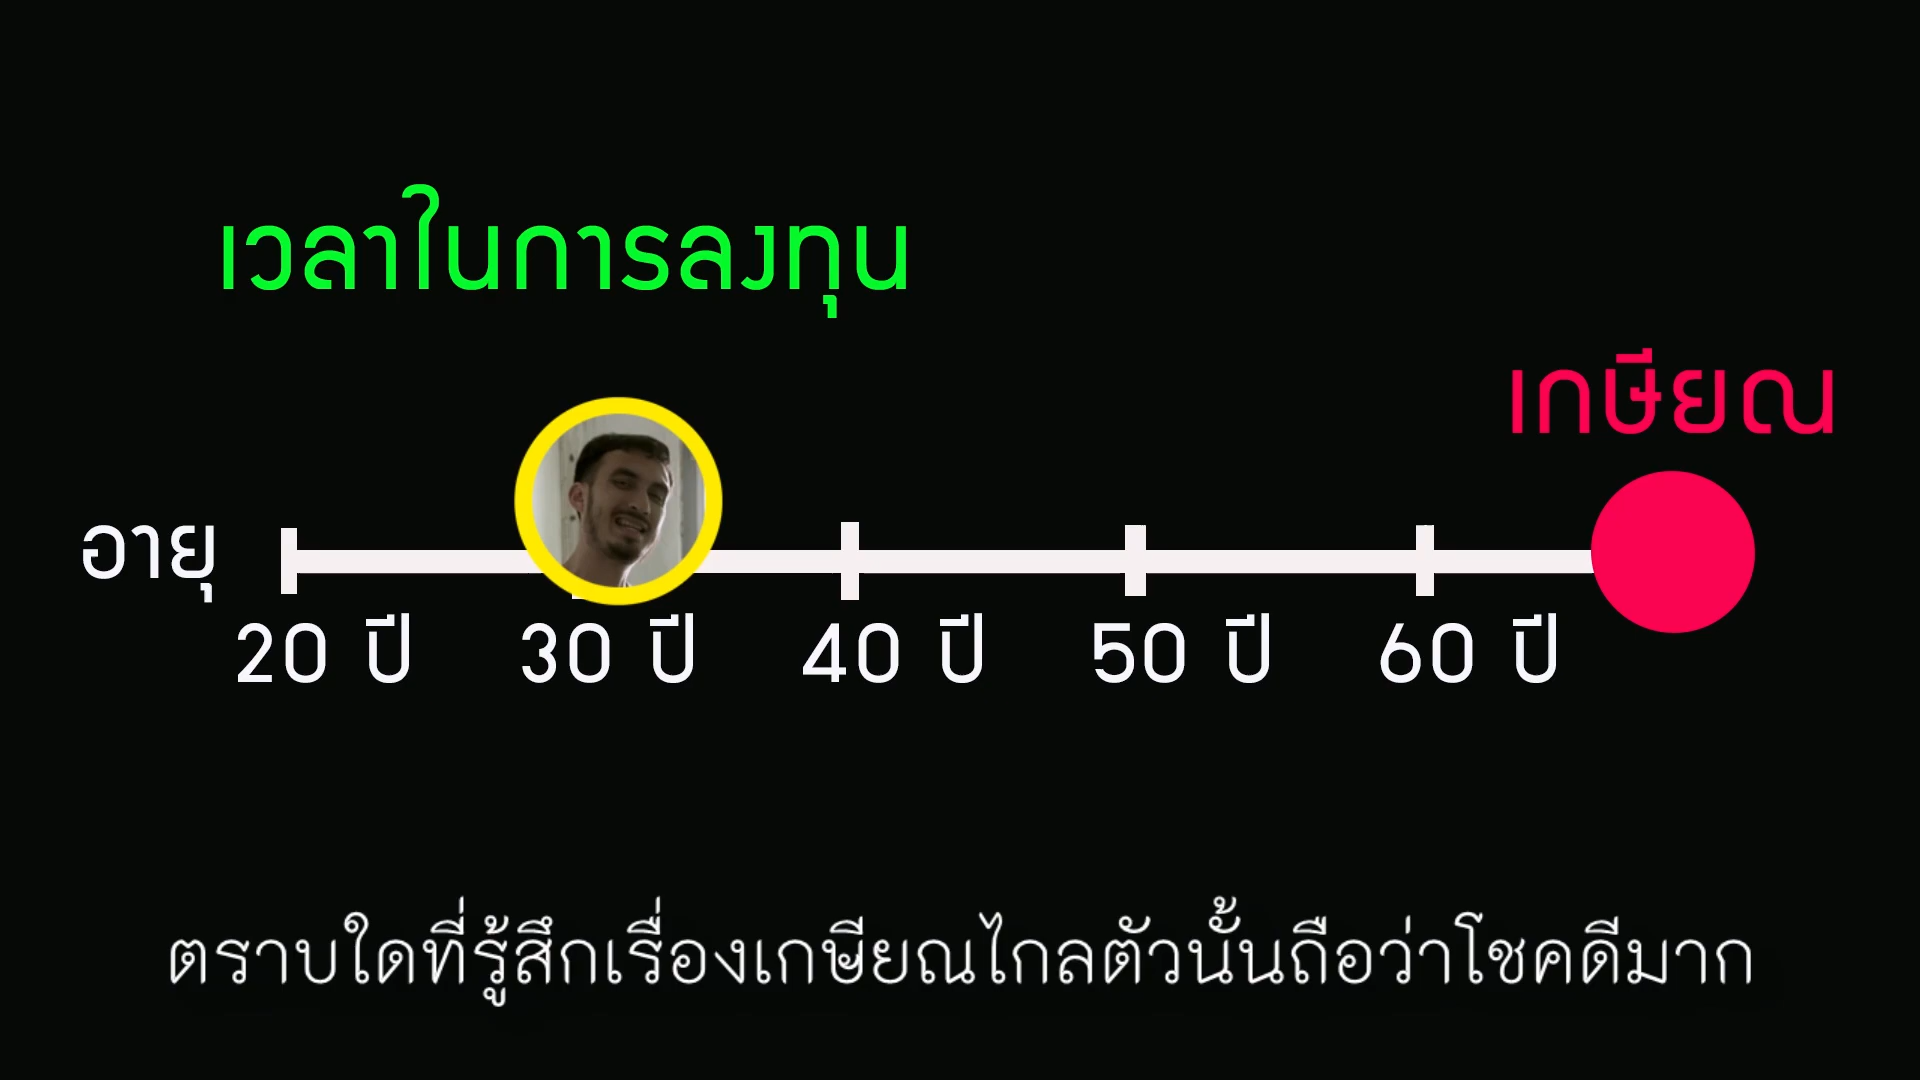 เวลาในการลงทุน
เกษียณ
อายุ
20 ปี 30 ปี 40 ปี 50 ปี 60 ปี
ตราบใดที่รู้สึกเรื่องเกษียณไกลตัวนั้นถือว่าโชคดีมาก